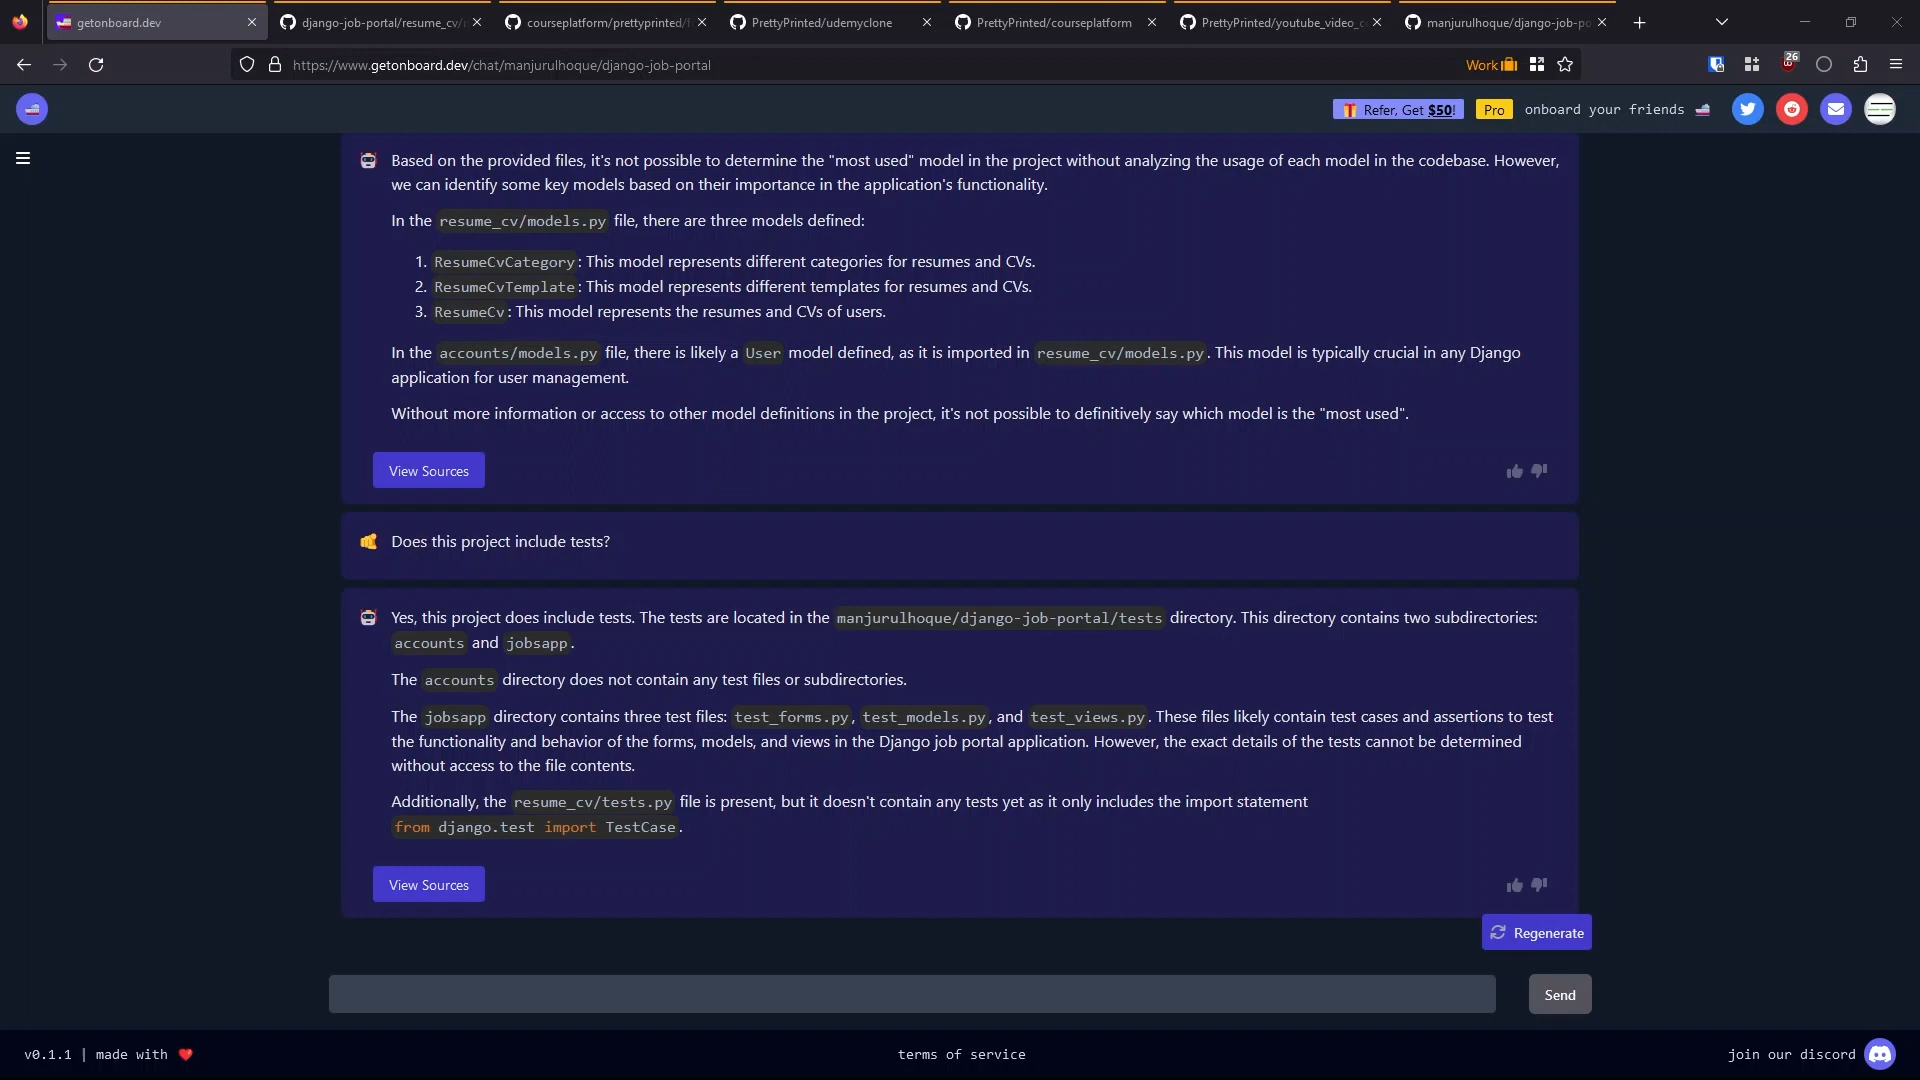 getonboard.dev
django-job-portal/resume_cv/
courseplatform/prettyprinted/
PrettyPrinted/udemyclone
PrettyPrinted/courseplatform
PrettyPrinted/youtube_video_c
manjurulhoque/django-job-po
https://www.getonboard.dev/chat/manjurulhoque/django-job-portal
Work
26
Refer, Get $50!
Pro
onboard your friends
Based on the provided files, it's not possible to determine the "most used" model in the project without analyzing the usage of each model in the codebase. However,
we can identify some key models based on their importance in the application's functionality.
In the resume_cv/models.py file, there are three models defined:
1. ResumeCvCategory: This model represents different categories for resumes and CVs.
2. ResumeCvTemplate: This model represents different templates for resumes and CVs.
3. ResumeCv: This model represents the resumes and CVs of users.
In the accounts/models.py file, there is likely a User model defined, as it is imported in resume_cv/models.py. This model is typically crucial in any Django
application for user management.
Without more information or access to other model definitions in the project, it's not possible to definitively say which model is the "most used".
View Sources
Does this project include tests?
Yes, this project does include tests. The tests are located in the manjurulhoque/django-job-portal/tests directory. This directory contains two subdirectories:
accounts and jobsapp.
The accounts directory does not contain any test files or subdirectories.
The jobsapp directory contains three test files: test_forms.py, test_models.py, and test_views.py. These files likely contain test cases and assertions to test
the functionality and behavior of the forms, models, and views in the Django job portal application. However, the exact details of the tests cannot be determined
without access to the file contents.
Additionally, the resume_cv/tests.py file is present, but it doesn't contain any tests yet as it only includes the import statement
from django.test import TestCase.
View Sources
Regenerate
Send
v0.1.1 | made with ❤️
terms of service
join our discord